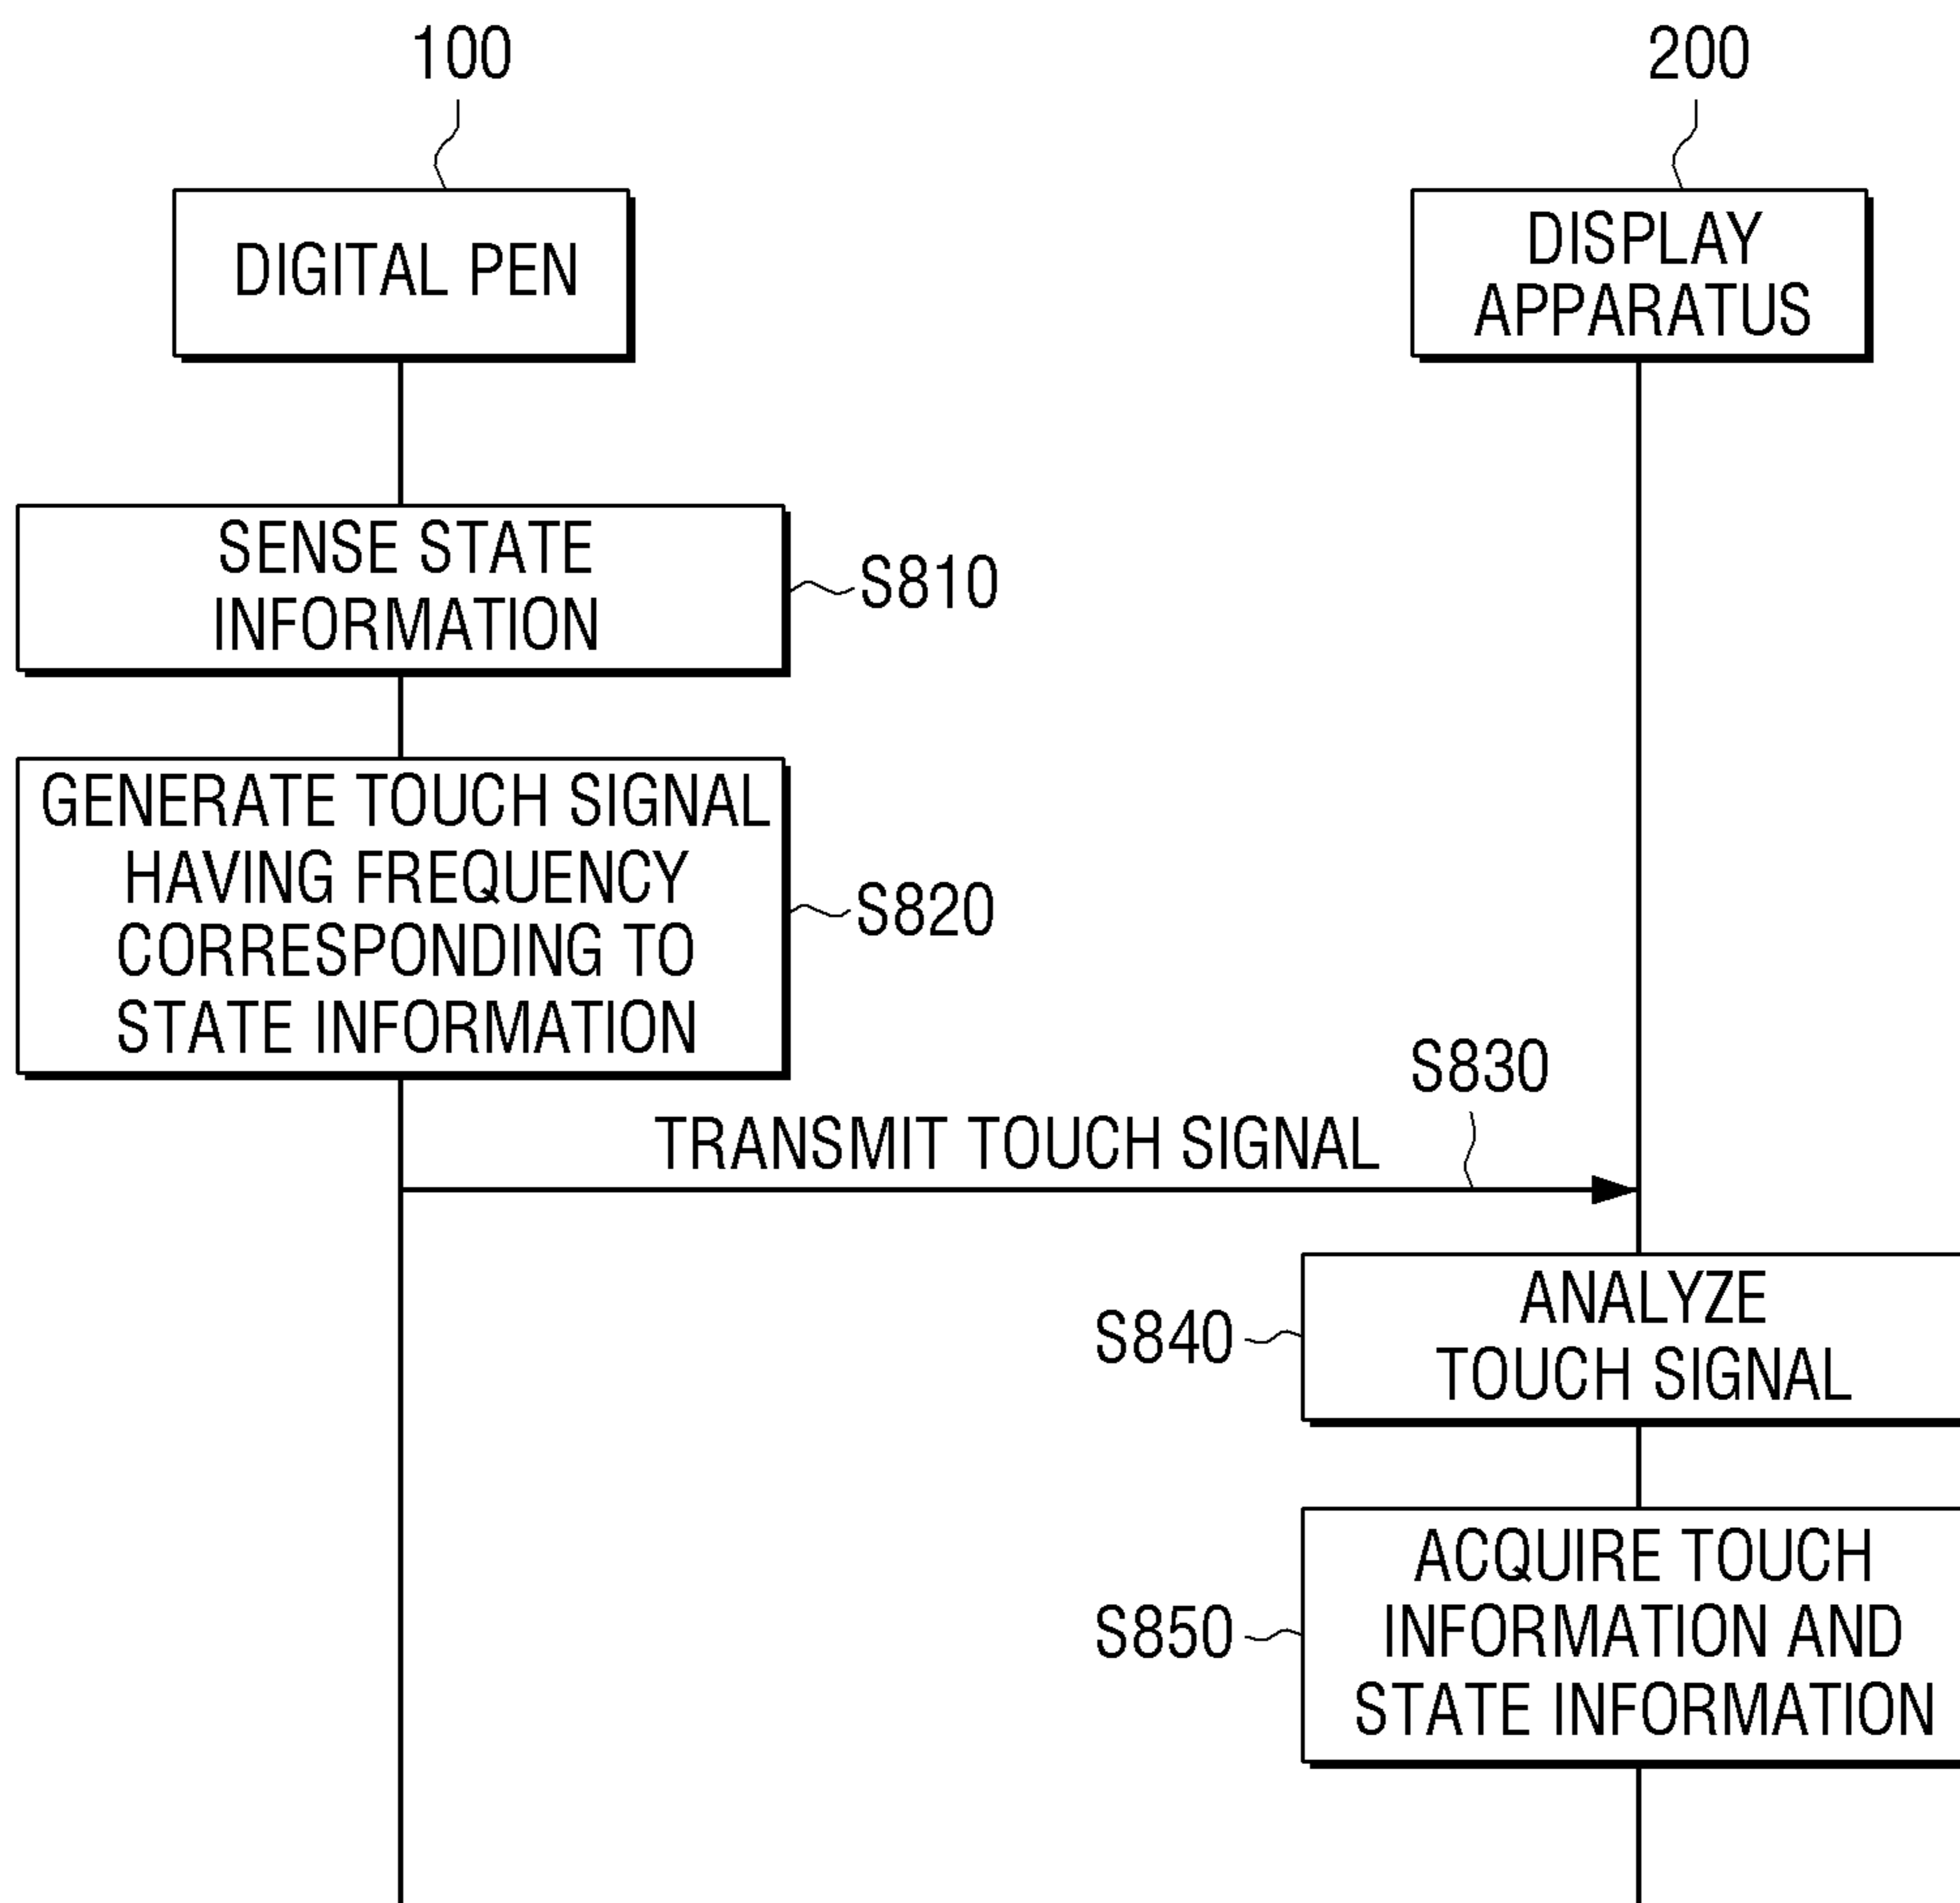 100
200
DIGITAL PEN
DISPLAY
APPARATUS
SENSE STATE
INFORMATION
S810
GENERATE TOUCH SIGNAL
HAVING FREQUENCY
CORRESPONDING TO
STATE INFORMATION
S820
S830
TRANSMIT TOUCH SIGNAL
S840
ANALYZE
TOUCH SIGNAL
S850
ACQUIRE TOUCH
INFORMATION AND
STATE INFORMATION